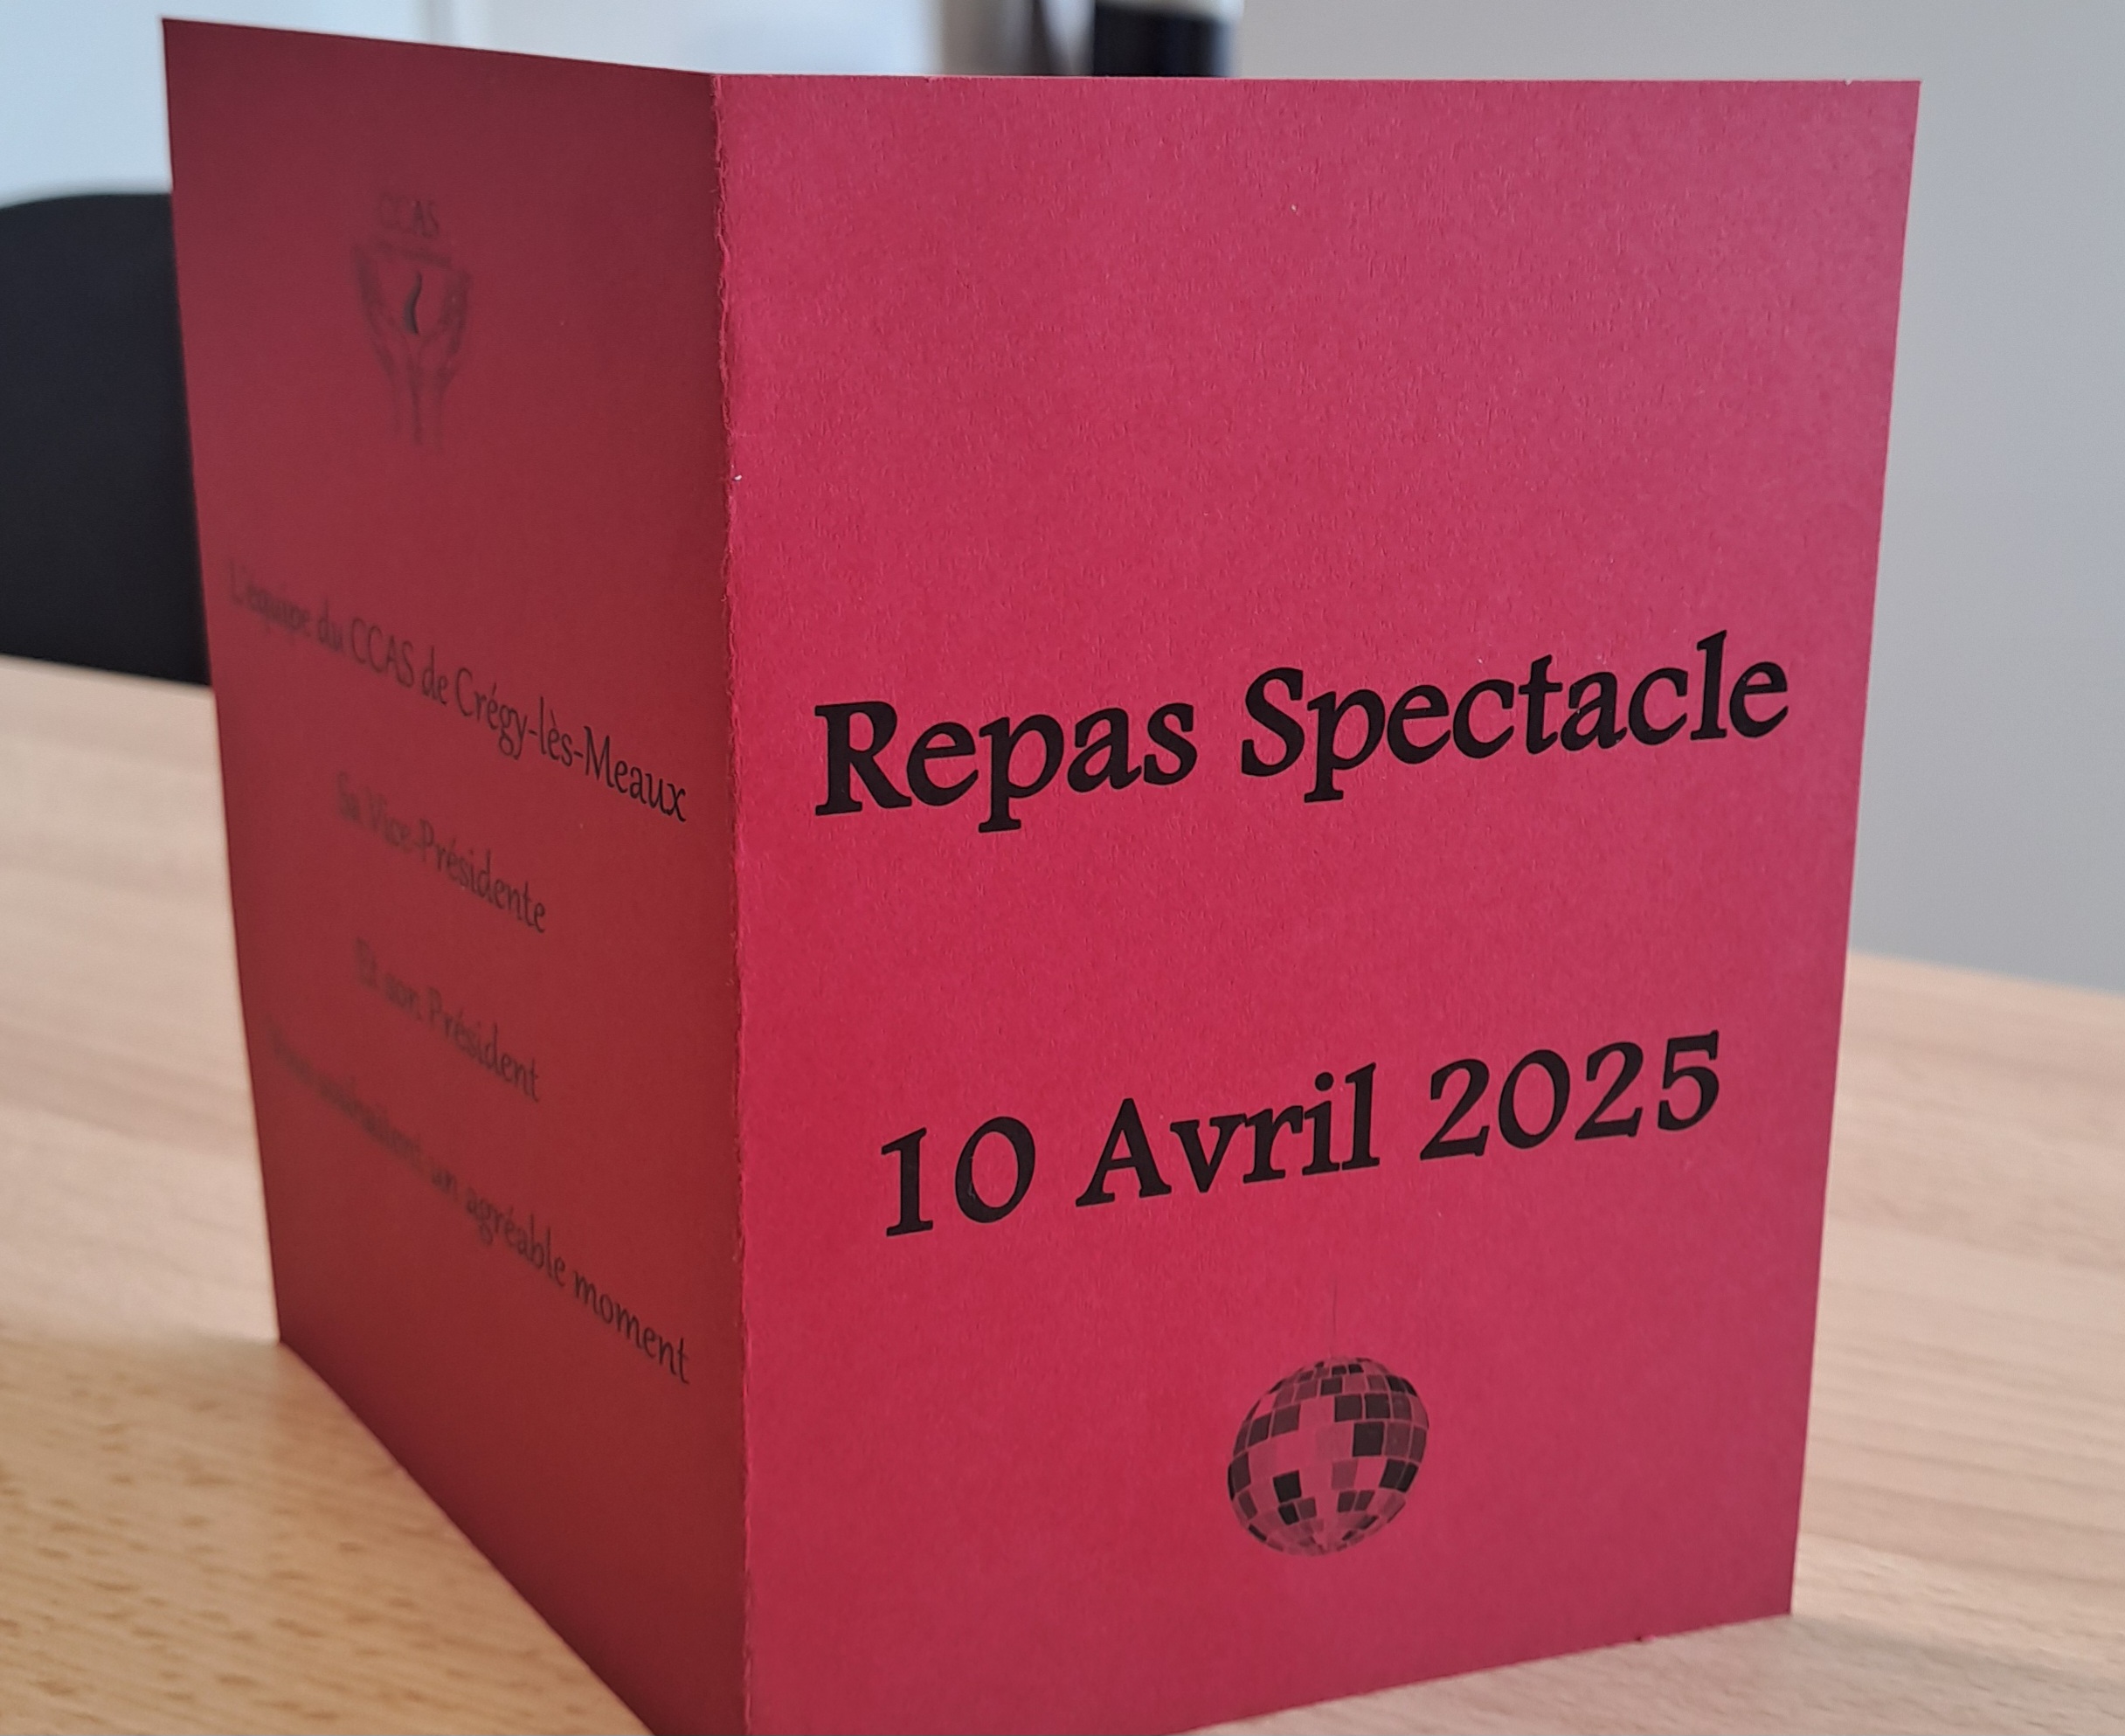 CCAS
L'équipe du CCAS de Crégy-lès-Meaux
Sa Vice-Présidente
Et son Président
un agréable moment
Repas Spectacle
10 Avril 2025